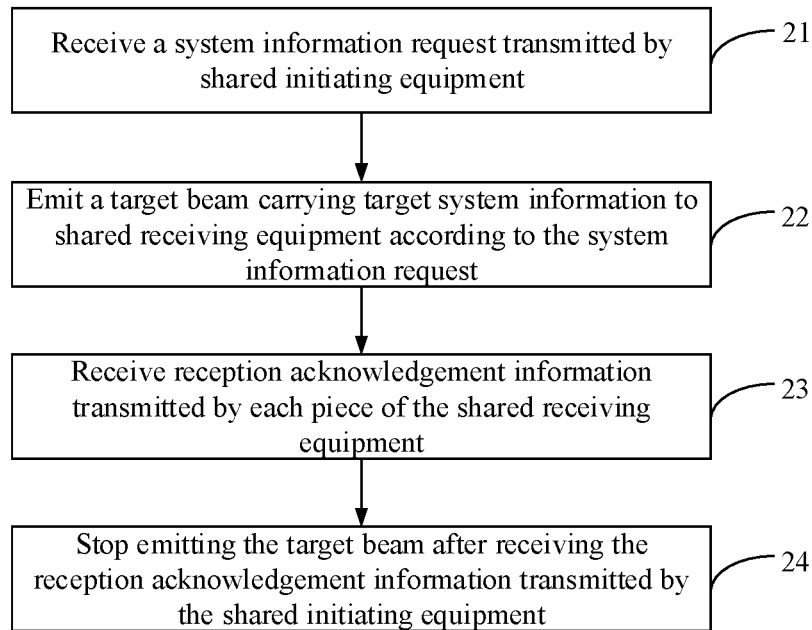 Receive a system information request transmitted by
shared initiating equipment
21
Emit a target beam carrying target system information to
shared receiving equipment according to the system
information request
22
Receive reception acknowledgement information
transmitted by each piece of the shared receiving
equipment
23
Stop emitting the target beam after receiving the
reception acknowledgement information transmitted by
the shared initiating equipment
24